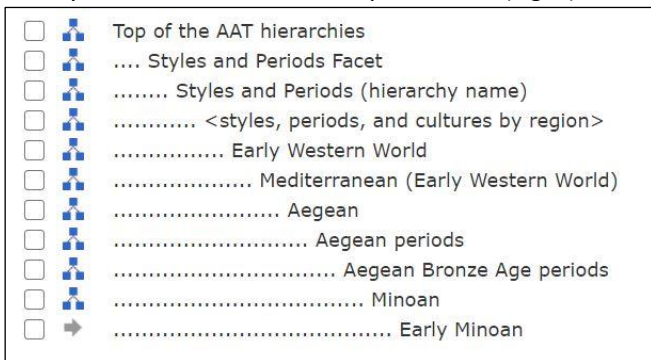 Top of the AAT hierarchies
.... Styles and Periods Facet
........ Styles and Periods (hierarchy name)
............ <styles, periods, and cultures by region>
................ Early Western World
.................... Mediterranean (Early Western World)
........................ Aegean
............................ Aegean periods
................................ Aegean Bronze Age periods
.................................... Minoan
........................................ Early Minoan